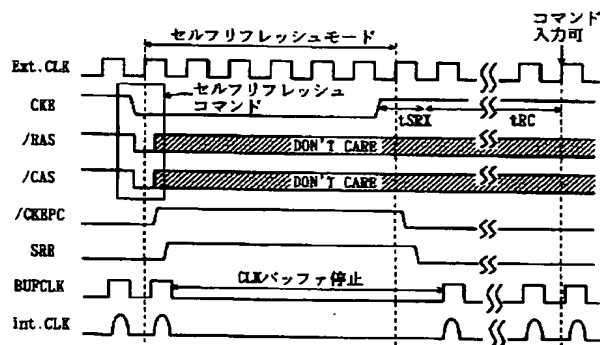 コマンド
入力可
セルフリフレッシュモード
Ext.CLK
セルフリフレッシュ
コマンド
CKE
tSRX
tRC
/RAS
DON'T CARE
/CAS
DON'T CARE
/CKEPC
SRE
CLKバッファ停止
BUFCLK
int.CLK